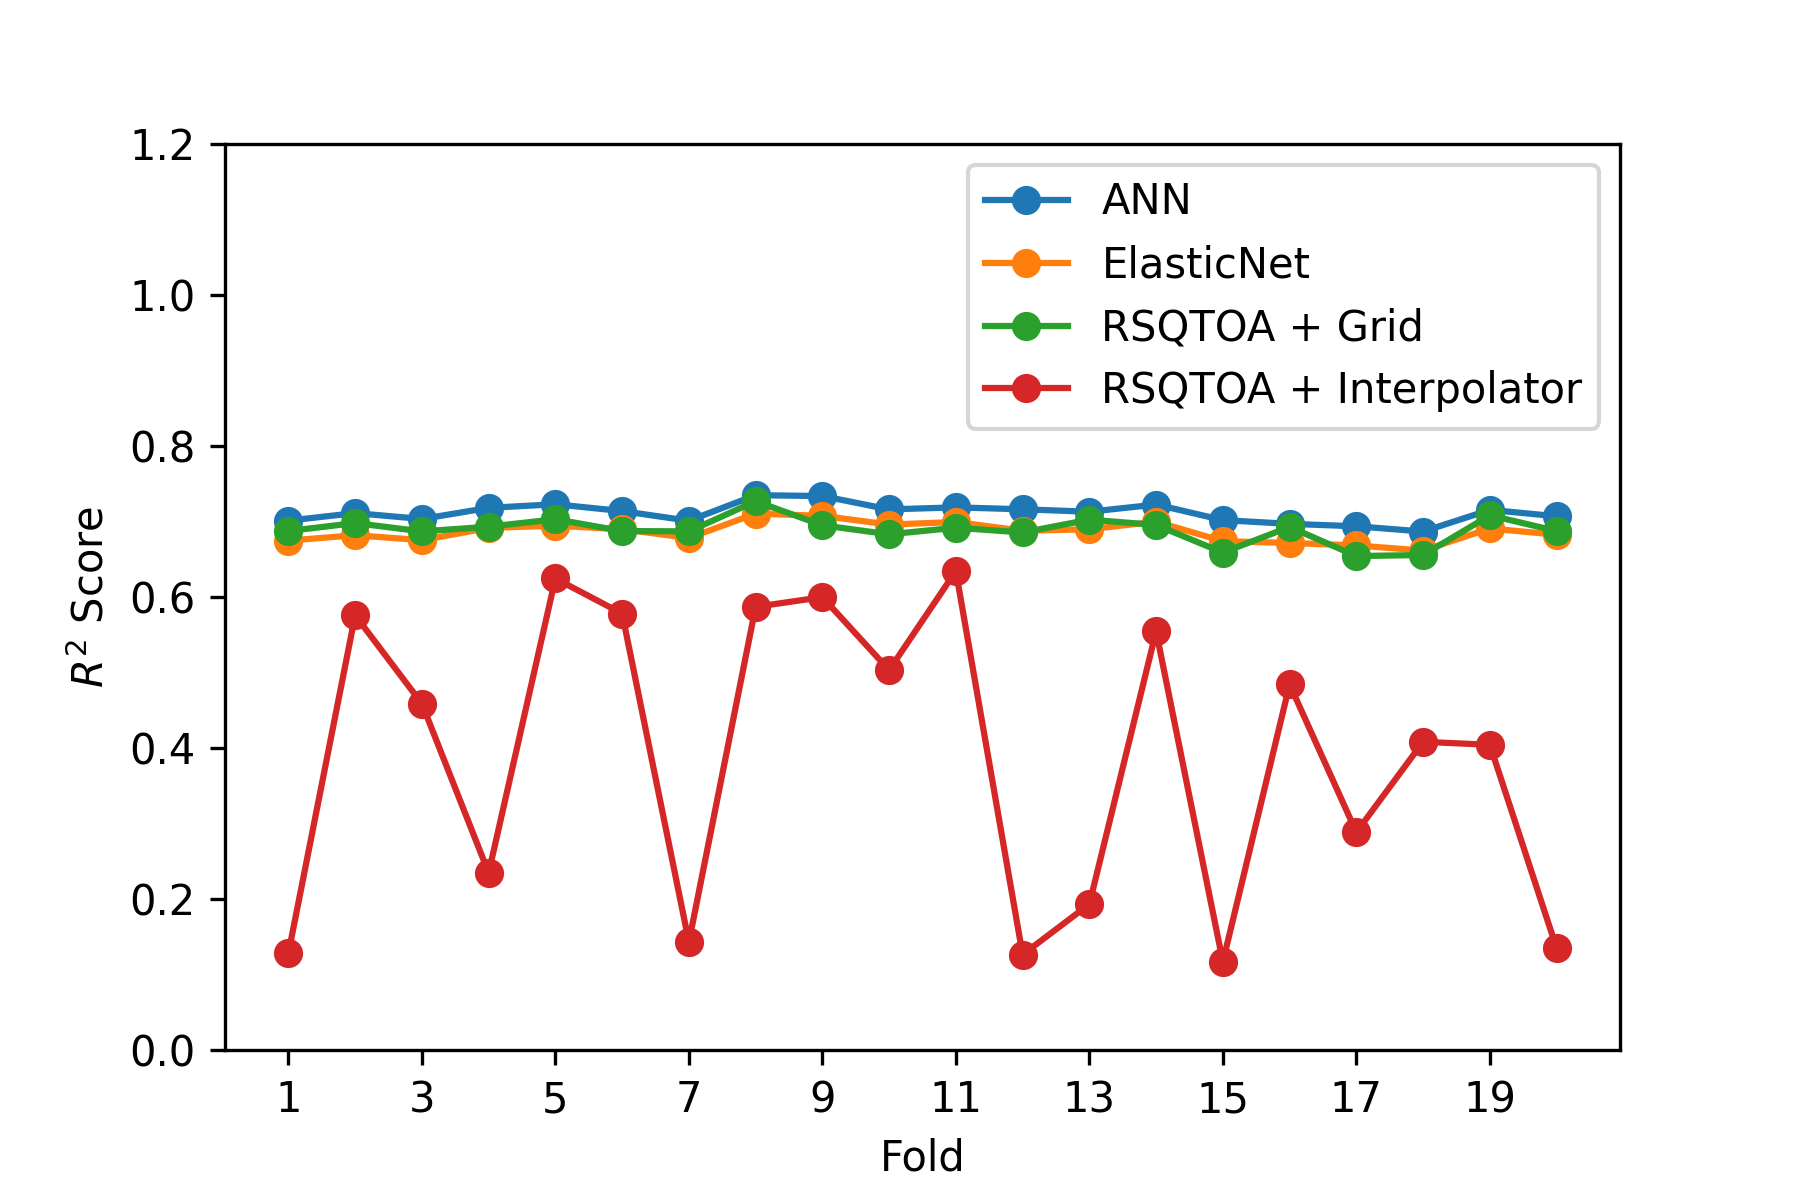 1.2
1.0
0.8
0.6
0.4
0.2
0.0
R² Score
ANN
ElasticNet
RSQTOA + Grid
RSQTOA + Interpolator
1 3 5 7 9 11 13 15 17 19
Fold